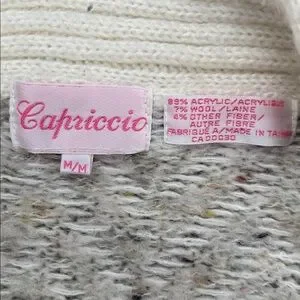 Capriccio
M/M
89% ACRYLIC/ACRYLIQUE
7% WOOL/LAINE
4% OTHER FIBER/
AUTRE FIBRE
FABRIQUE A/MADE IN TAIWAN
CA00030